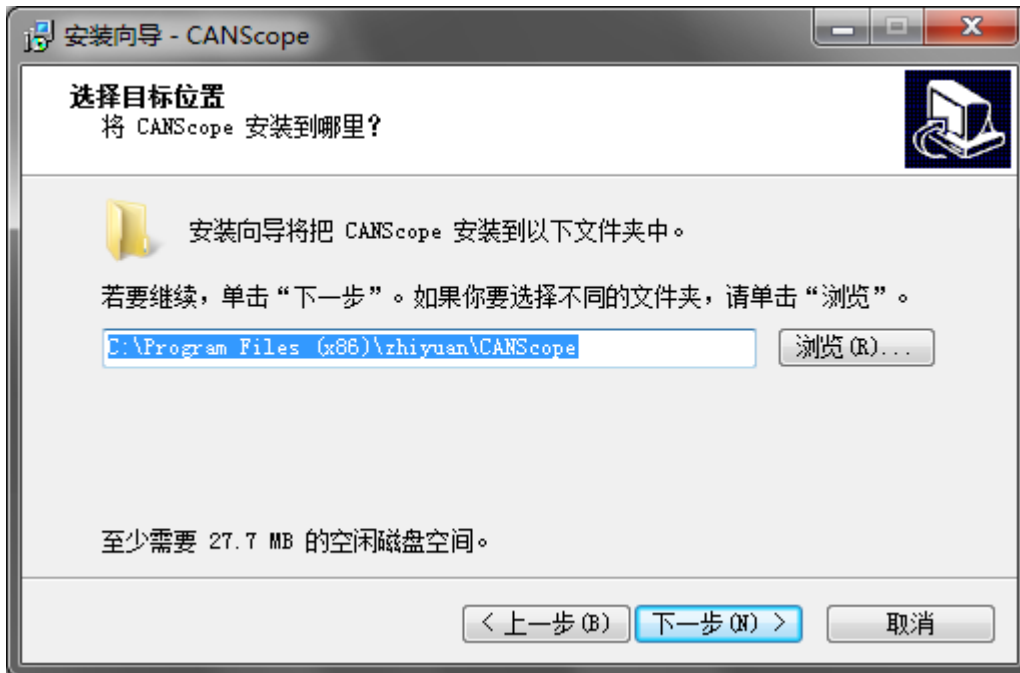 安装向导 - CANScope
选择目标位置
将 CANScope 安装到哪里？
安装向导将把 CANScope 安装到以下文件夹中。
若要继续，单击“下一步”。如果你要选择不同的文件夹，请单击“浏览”。
C:\Program Files (x86)\zhiyuan\CANScope
浏览(R)...
至少需要 27.7 MB 的空闲磁盘空间。
< 上一步(B)
下一步(N) >
取消